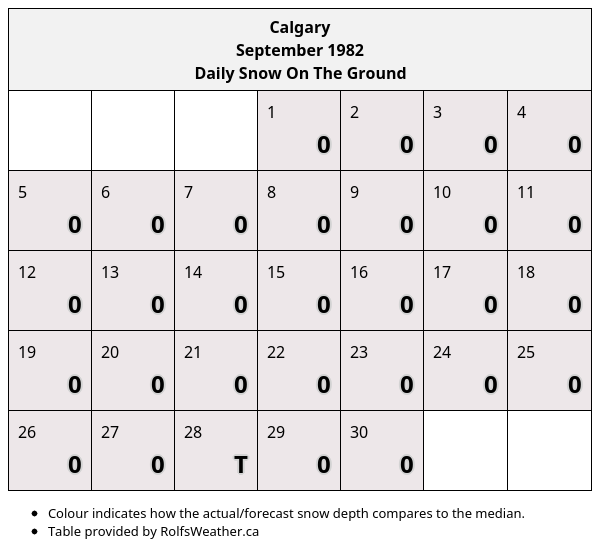 Calgary
September 1982
Daily Snow On The Ground
1 2 3 4
0 0 0 0
5 6 7 8 9 10 11
0 0 0 0 0 0 0
12 13 14 15 16 17 18
0 0 0 0 0 0 0
19 20 21 22 23 24 25
0 0 0 0 0 0 0
26 27 28 29 30
0 0 T 0 0
• Colour indicates how the actual/forecast snow depth compares to the median.
• Table provided by RolfsWeather.ca